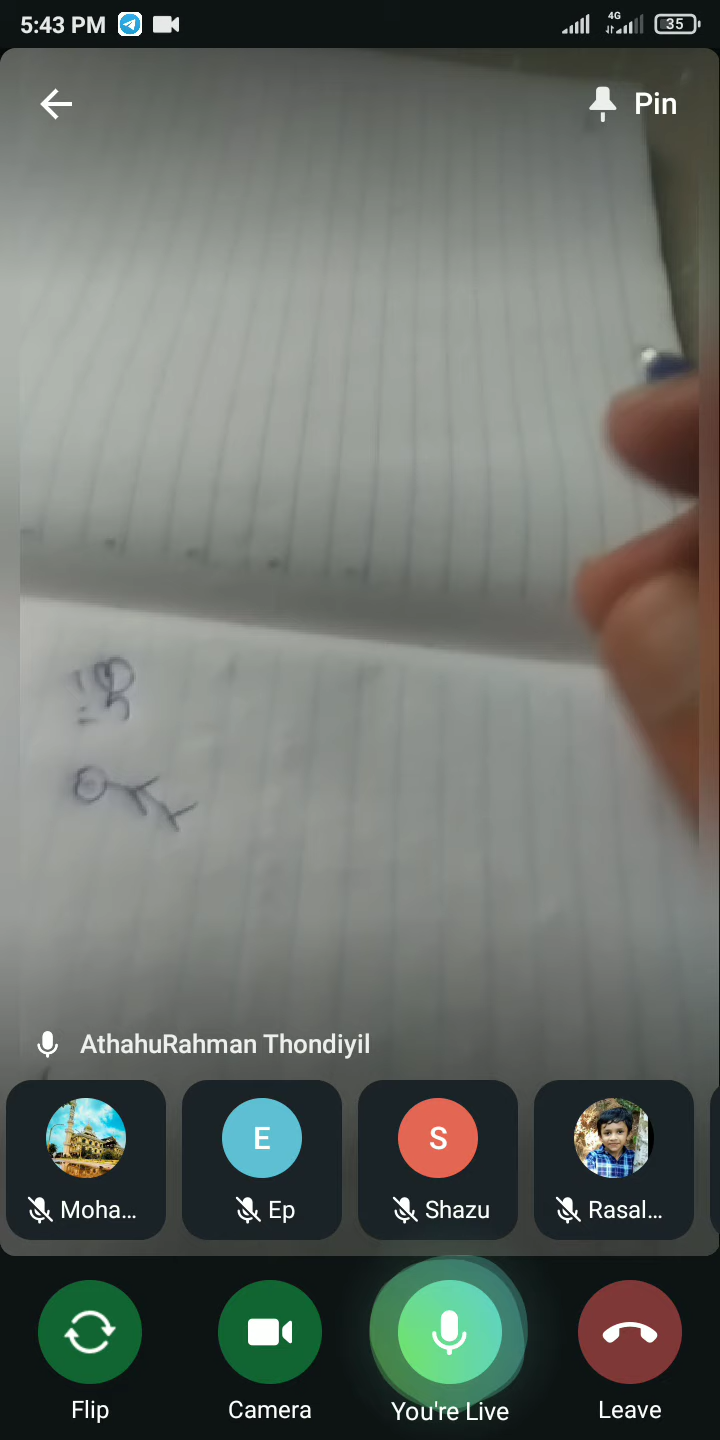 5:43 PM
4G
35
Pin
AthahuRahman Thondiyil
E
S
Moha...
Ep
Shazu
Rasal...
Flip
Camera
You're Live
Leave